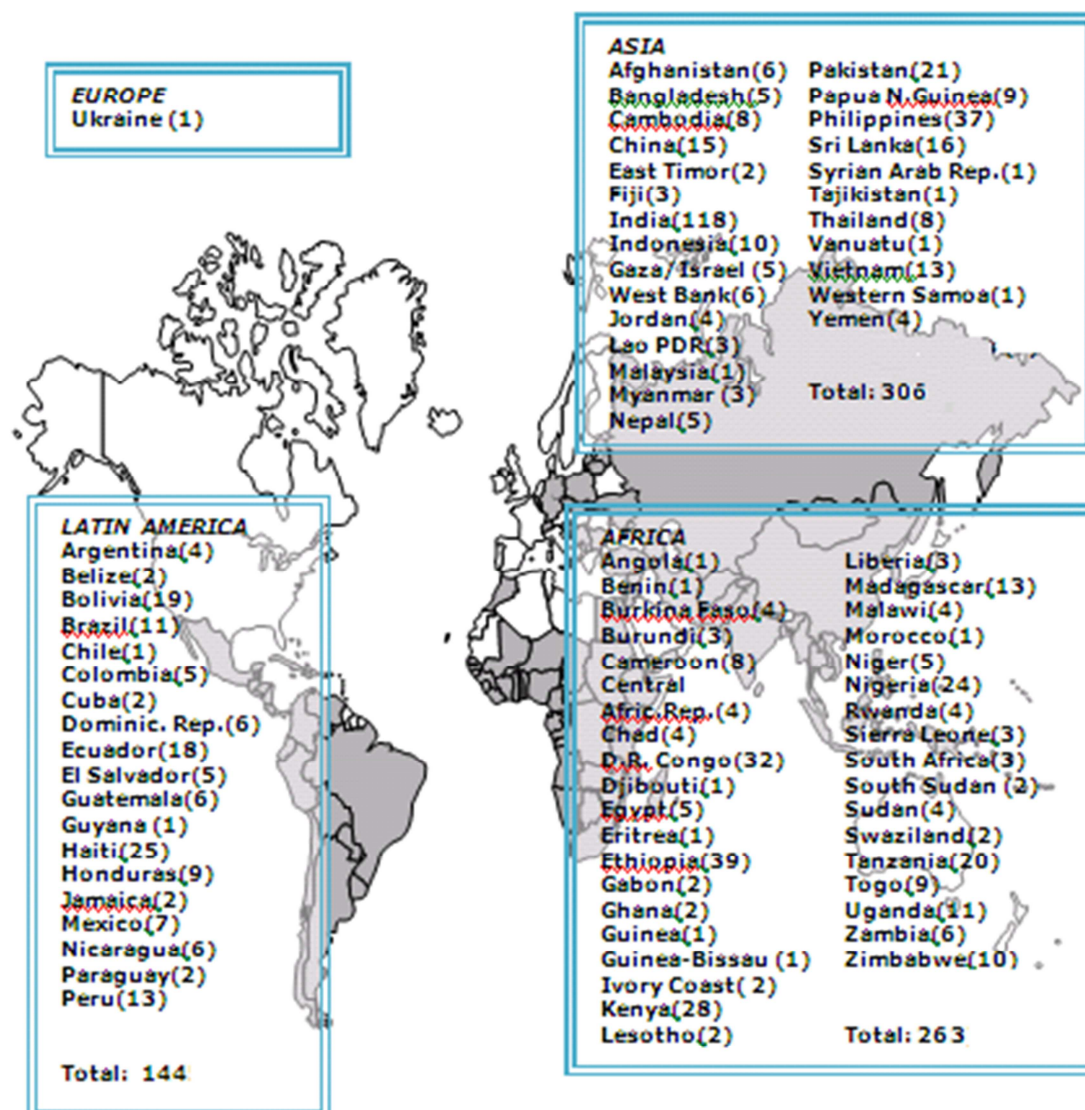 EUROPE
Ukraine (1)
ASIA
Afghanistan(6)
Bangladesh(5)
Cambodia(8)
China(15)
East Timor(2)
Fiji(3)
India(118)
Indonesia(10)
Gaza/Israel (5)
West Bank(6)
Jordan(4)
Lao PDR(3)
Malaysia(1)
Myanmar (3)
Nepal(5)
Pakistan(21)
Papua N.Guinea(9)
Philippines(37)
Sri Lanka(16)
Syrian Arab Rep.(1)
Tajikistan(1)
Thailand(8)
Vanuatu(1)
Vietnam(13)
Western Samoa(1)
Yemen(4)
Total: 306
LATIN AMERICA
Argentina(4)
Belize(2)
Bolivia(19)
Brazil(11)
Chile(1)
Colombia(5)
Cuba(2)
Dominic. Rep.(6)
Ecuador(18)
El Salvador(5)
Guatemala(6)
Guyana (1)
Haiti(25)
Honduras(9)
Jamaica(2)
Mexico(7)
Nicaragua(6)
Paraguay(2)
Peru(13)
Total: 144
AFRICA
Angola(1)
Benin(1)
Burkina Faso(4)
Burundi(3)
Cameroon(8)
Central
Afric.Rep.(4)
Chad(4)
D.R. Congo(32)
Djibouti(1)
Egypt(5)
Eritrea(1)
Ethiopia(39)
Gabon(2)
Ghana(2)
Guinea(1)
Guinea-Bissau (1)
Ivory Coast( 2)
Kenya(28)
Lesotho(2)
Liberia(3)
Madagascar(13)
Malawi(4)
Morocco(1)
Niger(5)
Nigeria(24)
Rwanda(4)
Sierra Leone(3)
South Africa(3)
South Sudan (2)
Sudan(4)
Swaziland(2)
Tanzania(20)
Togo(9)
Uganda(11)
Zambia(6)
Zimbabwe(10)
Total: 263